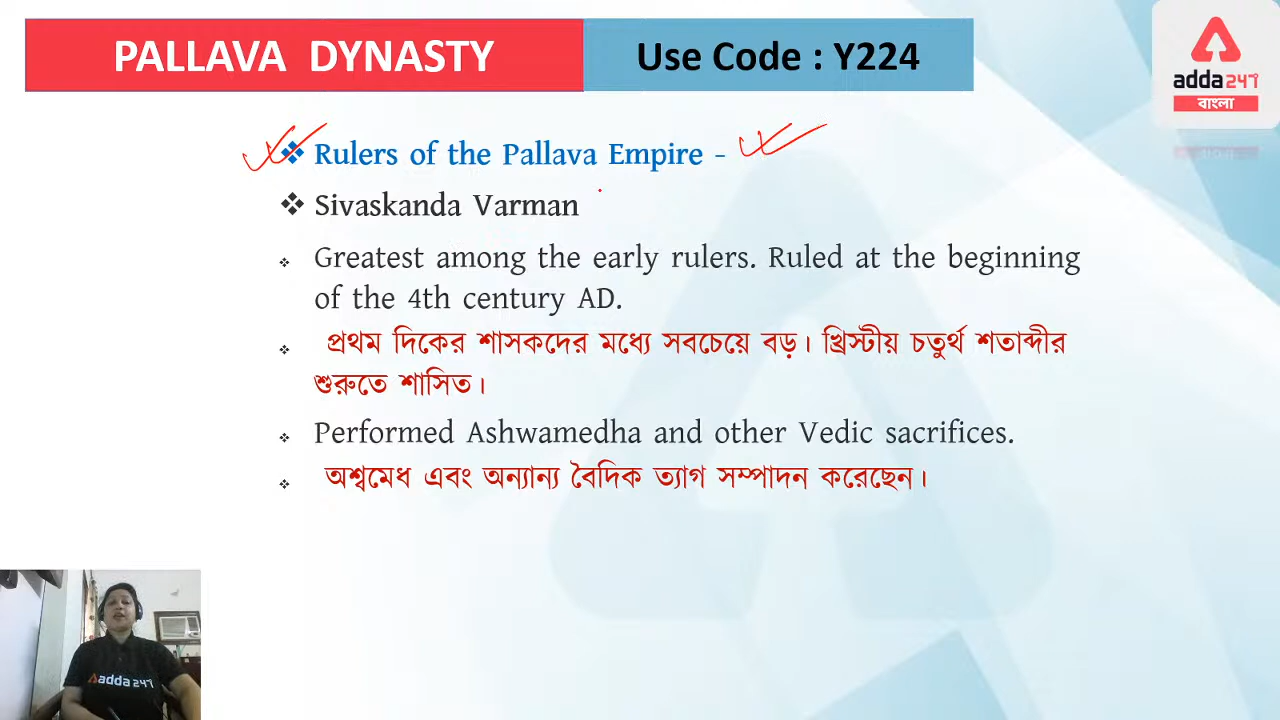 PALLAVA DYNASTY
Use Code : Y224
adda247
বাংলা
❖ Rulers of the Pallava Empire -
❖ Sivaskanda Varman
❖ Greatest among the early rulers. Ruled at the beginning
of the 4th century AD.
❖ প্রথম দিকের শাসকদের মধ্যে সবচেয়ে বড়। খ্রিস্টীয় চতুর্থ শতাব্দীর
শুরুতে শাসিত।
❖ Performed Ashwamedha and other Vedic sacrifices.
❖ অশ্বমেধ এবং অন্যান্য বৈদিক ত্যাগ সম্পাদন করেছেন।
adda247